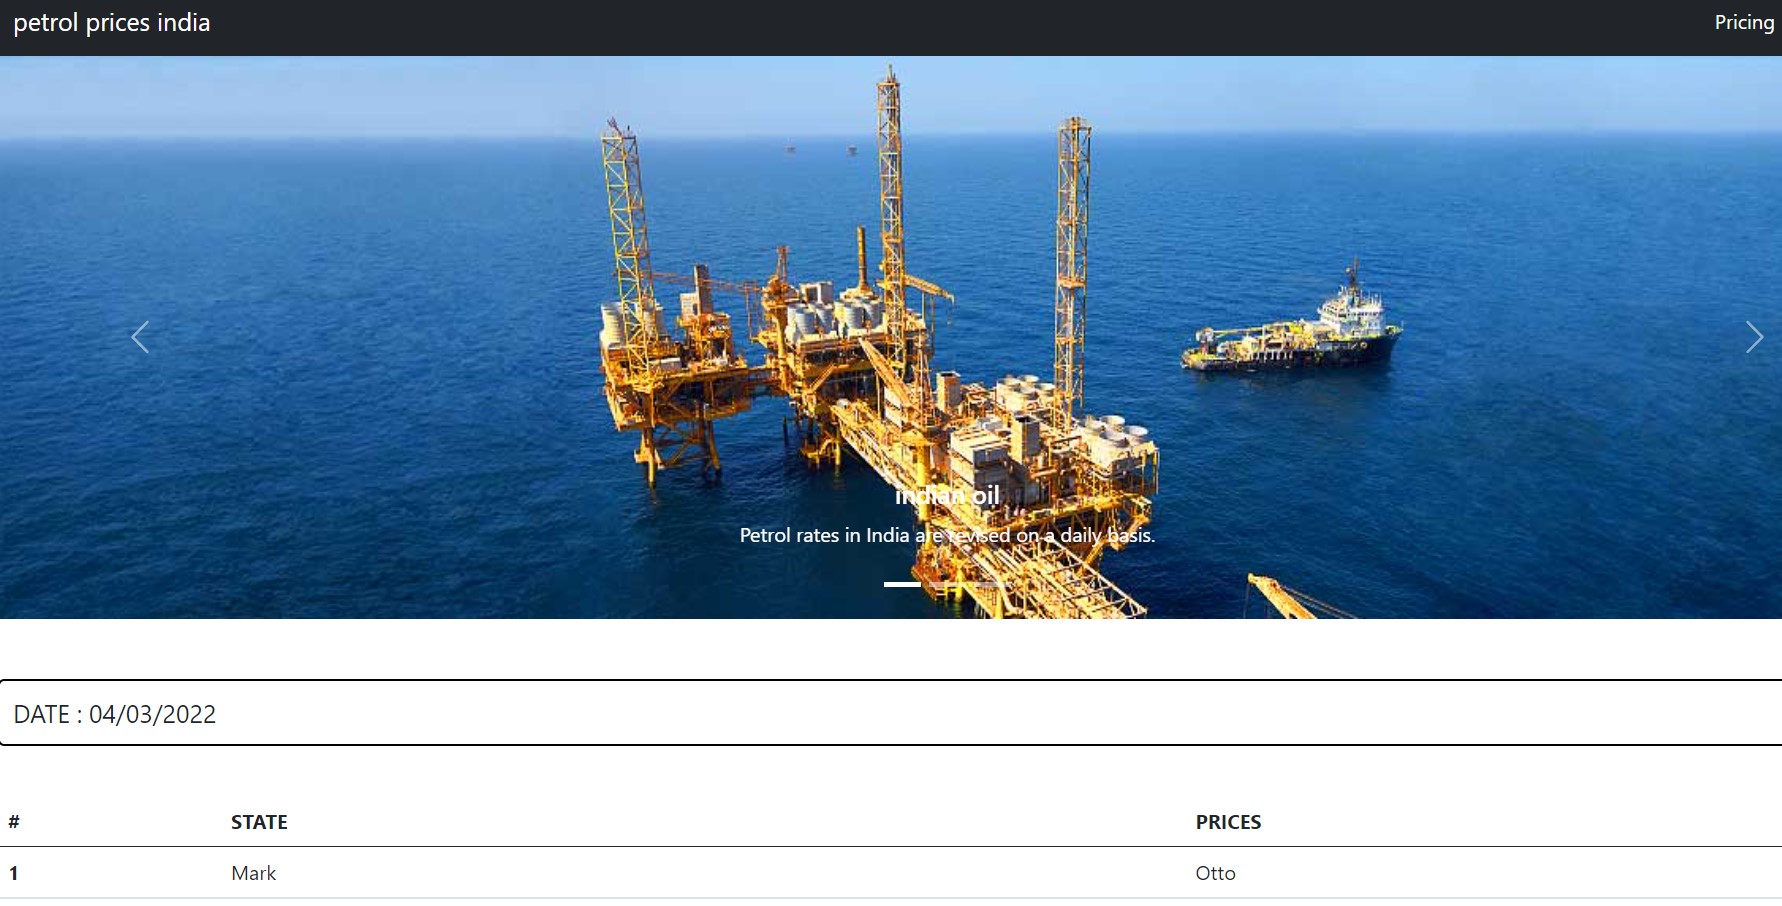 petrol prices india
Pricing
indian oil
Petrol rates in India are revised on a daily basis.
DATE : 04/03/2022
# STATE PRICES
1 Mark Otto